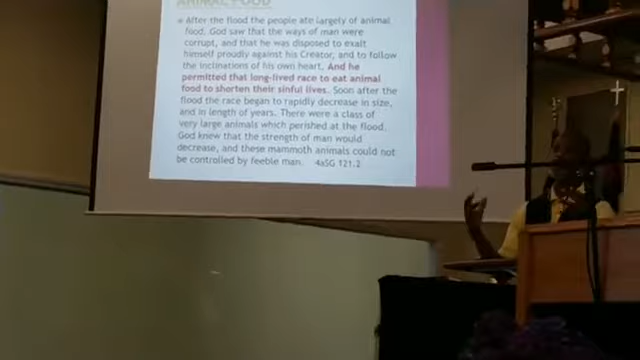 ANIMAL FOOD
After the flood the people ate largely of animal
food. God saw that the ways of man were
corrupt, and that he was disposed to exalt
himself proudly against his Creator, and to follow
the inclinations of his own heart. And he
permitted that long-lived race to eat animal
food to shorten their sinful lives. Soon after the
flood the race began to rapidly decrease in size,
and in length of years. There were a class of
very large animals which perished at the flood.
God knew that the strength of man would
decrease, and these mammoth animals could not
be controlled by feeble man. 4aSG 121.2